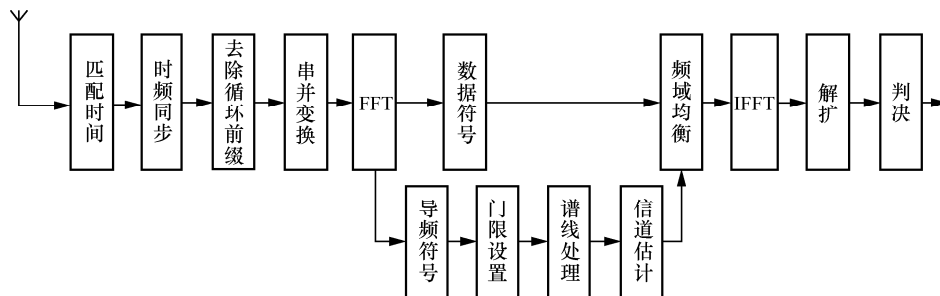 匹配时间
时频同步
去除循环前缀
串并变换
FFT
数据符号
频域均衡
IFFT
解扩
判决
导频符号
门限设置
谱线处理
信道估计